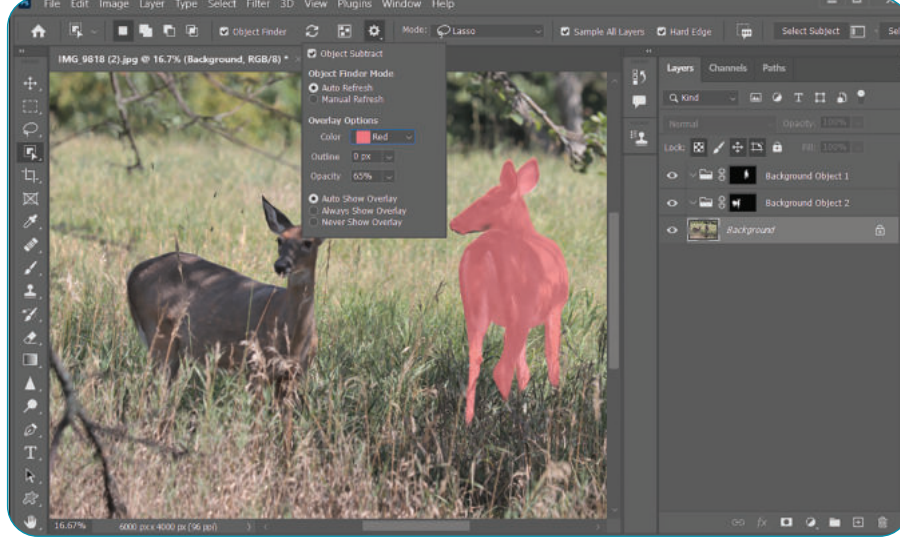 File Edit Image Layer Type Select Filter 3D View Plugins Window Help
Object Finder Mode: Lasso Sample All Layers Hard Edge Select Subject
IMG_9818 (2).jpg @ 16.7% (Background, RGB/8) *
Object Subtract
Object Finder Mode
Auto Refresh
Manual Refresh
Overlay Options
Color Red
Outline 0 px
Opacity 65%
Auto Show Overlay
Always Show Overlay
Never Show Overlay
Layers Channels Paths
Kind
Normal Opacity: 100%
Lock: Fill: 100%
Background Object 1
Background Object 2
Background
16.67% 6000 px x 4000 px (96 ppi)